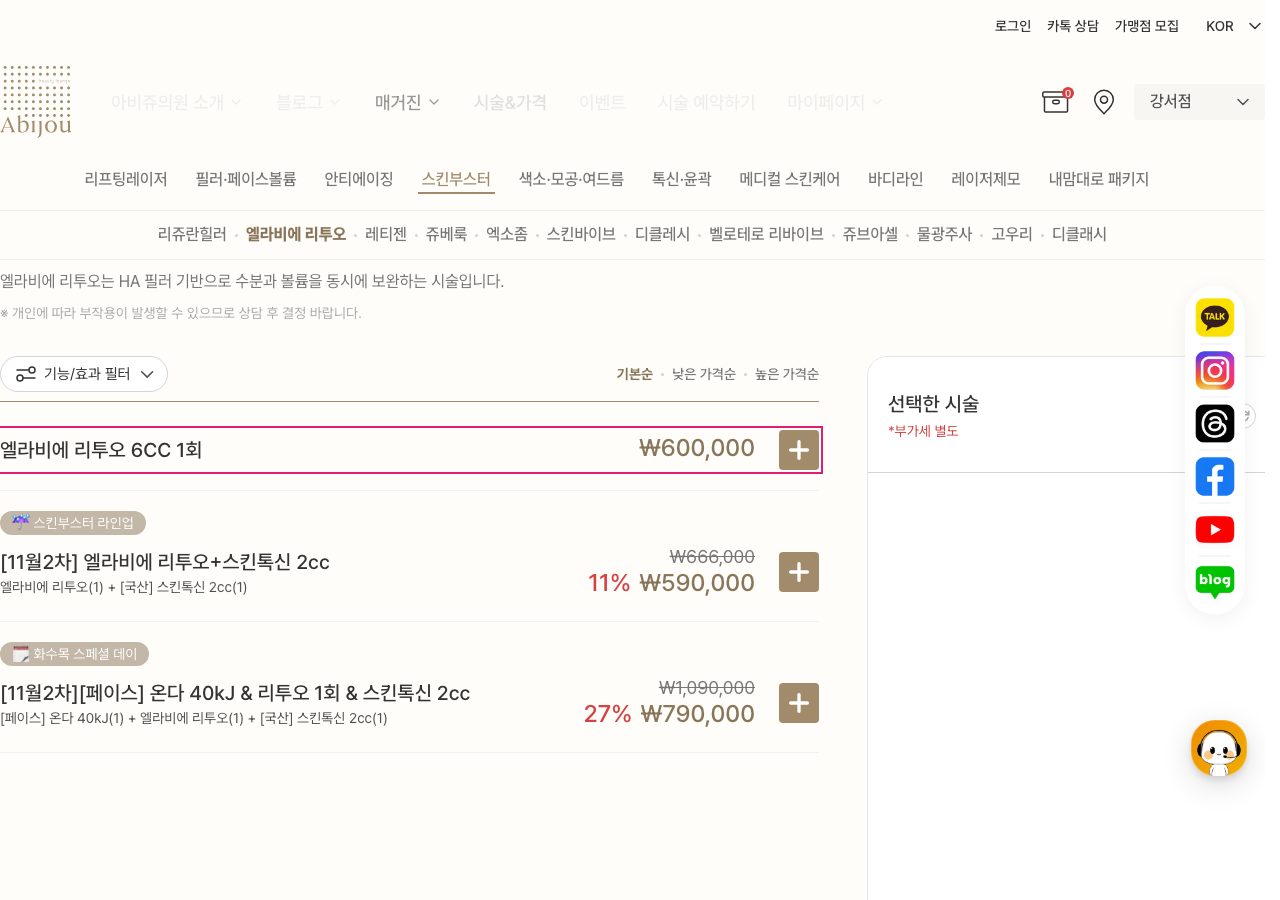 로그인 카톡 상담 가맹점 모집 KOR
Abijou
아비쥬의원 소개 블로그 매거진 시술&가격 이벤트 시술 예약하기 마이페이지 0 강서점
리프팅레이저 필러·페이스볼륨 안티에이징 스킨부스터 색소·모공·여드름 톡신·윤곽 메디컬 스킨케어 바디라인 레이저제모 내맘대로 패키지
리쥬란힐러 엘라비에 리투오 레티젠 쥬베룩 엑소좀 스킨바이브 디클레시 벨로테로 리바이브 쥬브아셀 물광주사 고우리 디클래시
엘라비에 리투오는 HA 필러 기반으로 수분과 볼륨을 동시에 보완하는 시술입니다.
※ 개인에 따라 부작용이 발생할 수 있으므로 상담 후 결정 바랍니다.
기능/효과 필터 기본순 낮은 가격순 높은 가격순
엘라비에 리투오 6CC 1회 ₩600,000
스킨부스터 라인업
[11월2차] 엘라비에 리투오+스킨톡신 2cc ₩666,000
엘라비에 리투오(1) + [국산] 스킨톡신 2cc(1) 11% ₩590,000
화수목 스페셜 데이
[11월2차][페이스] 온다 40kJ & 리투오 1회 & 스킨톡신 2cc ₩1,090,000
[페이스] 온다 40kJ(1) + 엘라비에 리투오(1) + [국산] 스킨톡신 2cc(1) 27% ₩790,000
선택한 시술
*부가세 별도
TALK
blog